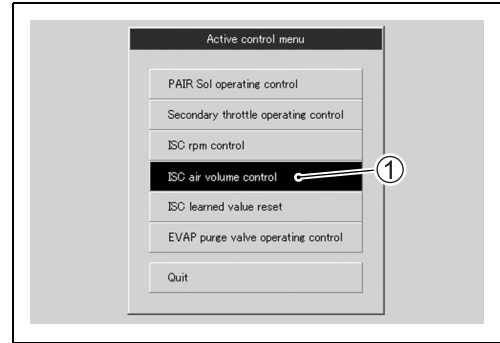 Active control menu
PAIR Sol operating control
Secondary throttle operating control
ISC rpm control
ISC air volume control
1
ISC learned value reset
EVAP purge valve operating control
Quit